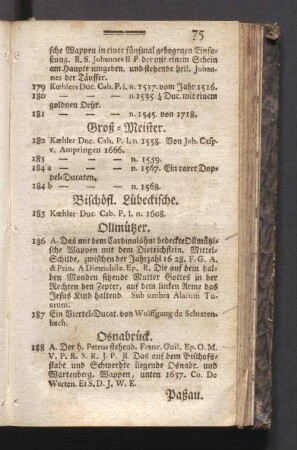 75
sche Wappen in einer fünfmal gebogenen Einfas-
sung. R. S. Johannes B P der mit einem Schein
am Haupte umgeben. und stehende heil. Johan-
nes der Täuffer.
179 Kœhlers Duc. Cab. P. l. n. 1517. vom Jahr 1516.
180 — — — n. 1535. ¼ Duc. mit einem
goldnen Oehr.
181 — — — n. 1545. von 1718.
Groß-Meister.
182 Kœhler Duc. Cab. P. l. n. 1558. Von Joh. Casp.
v. Ampringen 1666.
183 — — — n. 1559.
184 a — — — n. 1567. Ein rarer Dop-
pel-Ducaten.
184 b — — — n. 1568.
Bischöfl. Lübeckische.
185 Kœhler Duc. Cab. P. l. n. 1608.
Ollmützer.
186 A. Das mit dem Cardinalshut bedeckte Ollmützi-
sche Wappen mit dem Dietrichstein. Mittel-
Schilde, zwischen der Jahrzahl 16 28. F. G. A.
& Prin. A Dietrichste. Ep. R. Die auf dem hal-
ben Monden sitzende Mutter Gottes in der
Rechten den Zepter, auf dem linken Arme das
Jesus Kind haltend. Sub umbra Alarum Tu-
arum.
187 Ein Viertel-Ducat. von Wolffgang de Schratten-
bach.
Osnabrück.
188 A. Der h. Petrus stehend. Franc. Guil. Ep. O. M.
V. P. R. S. R. J. P. R. Das auf dem Bischofs-
stabe und Schwerdte liegende Osnabr. und
Wartenberg. Wappen, unten 1637. Co. De
Warten. Et S, D. J, W. E.
Paßau.